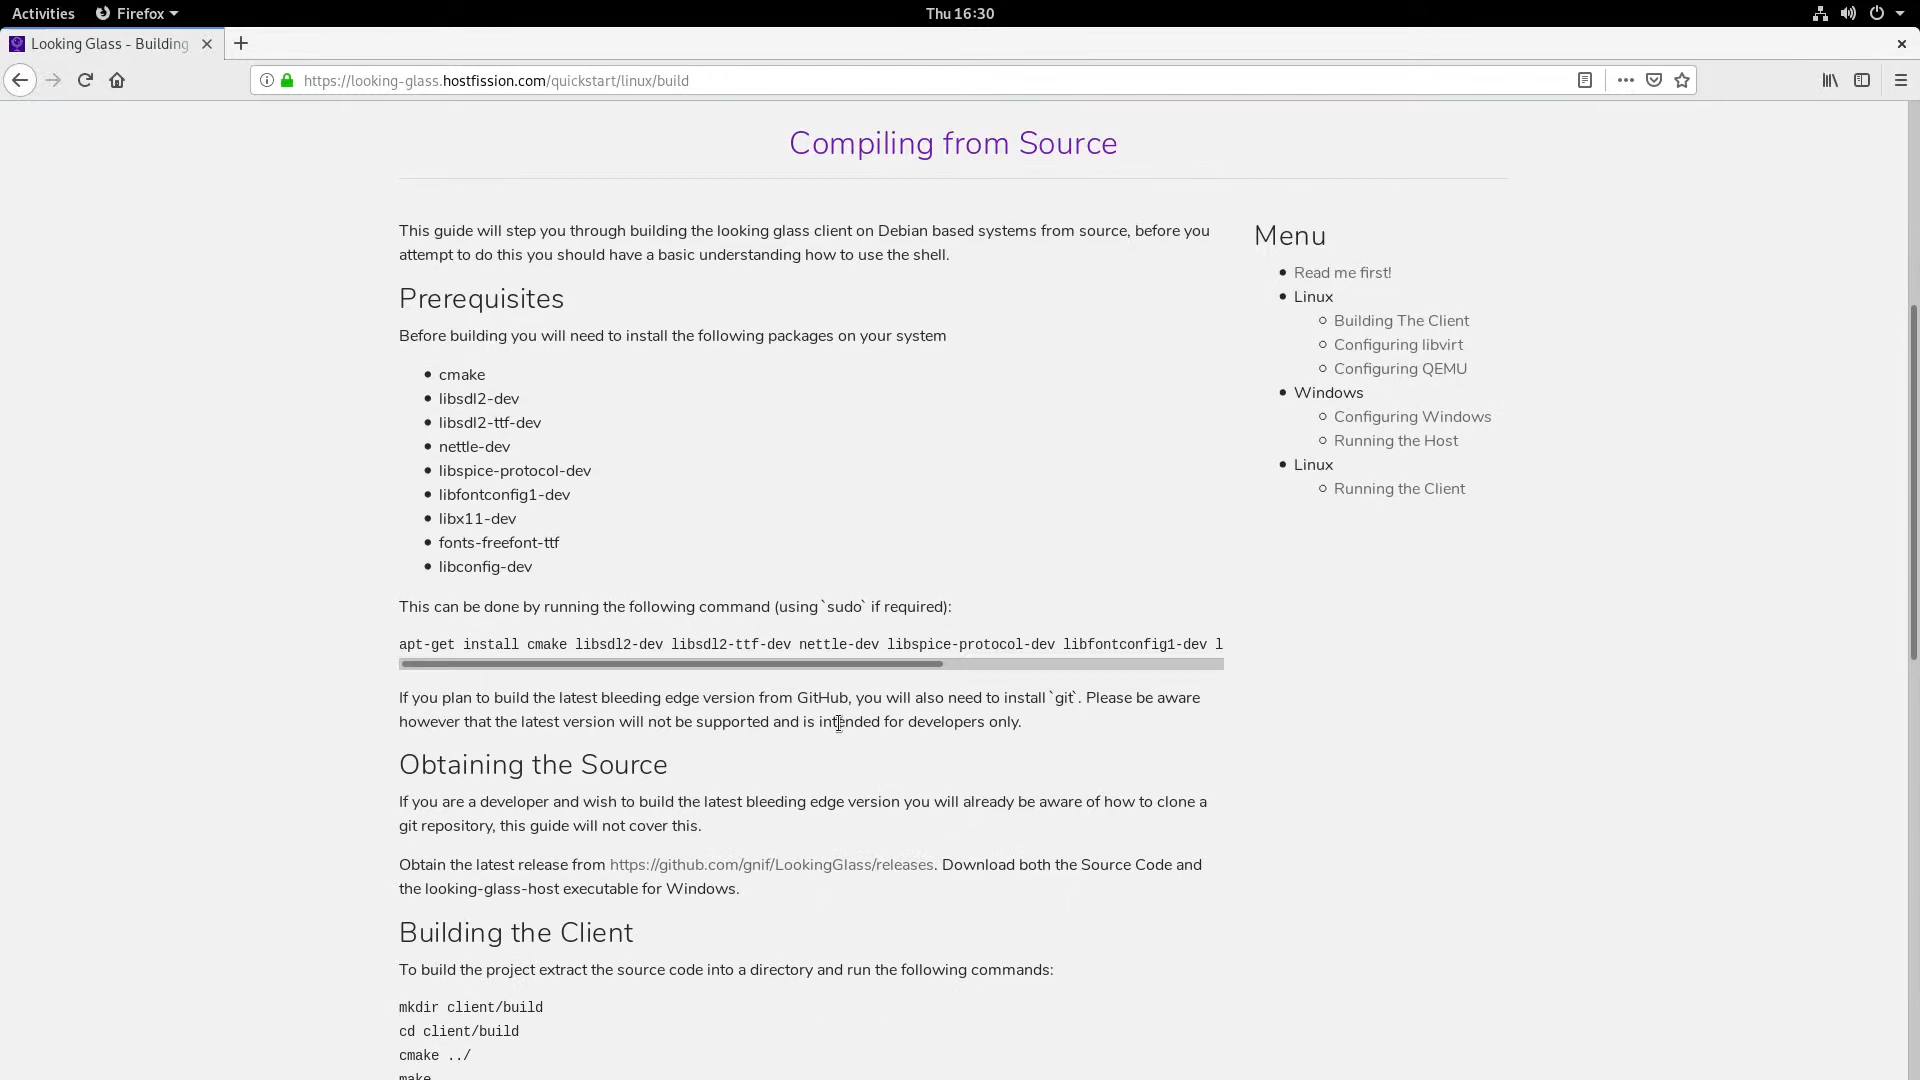 Activities Firefox Thu 16:30
Looking Glass - Building
https://looking-glass.hostfission.com/quickstart/linux/build
Compiling from Source
This guide will step you through building the looking glass client on Debian based systems from source, before you
attempt to do this you should have a basic understanding how to use the shell.
Prerequisites
Before building you will need to install the following packages on your system
cmake
libsdl2-dev
libsdl2-ttf-dev
nettle-dev
libspice-protocol-dev
libfontconfig1-dev
libx11-dev
fonts-freefont-ttf
libconfig-dev
This can be done by running the following command (using `sudo` if required):
apt-get install cmake libsdl2-dev libsdl2-ttf-dev nettle-dev libspice-protocol-dev libfontconfig1-dev l
If you plan to build the latest bleeding edge version from GitHub, you will also need to install `git`. Please be aware
however that the latest version will not be supported and is intended for developers only.
Obtaining the Source
If you are a developer and wish to build the latest bleeding edge version you will already be aware of how to clone a
git repository, this guide will not cover this.
Obtain the latest release from https://github.com/gnif/LookingGlass/releases. Download both the Source Code and
the looking-glass-host executable for Windows.
Building the Client
To build the project extract the source code into a directory and run the following commands:
mkdir client/build
cd client/build
cmake ../
make
Menu
Read me first!
Linux
Building The Client
Configuring libvirt
Configuring QEMU
Windows
Configuring Windows
Running the Host
Linux
Running the Client